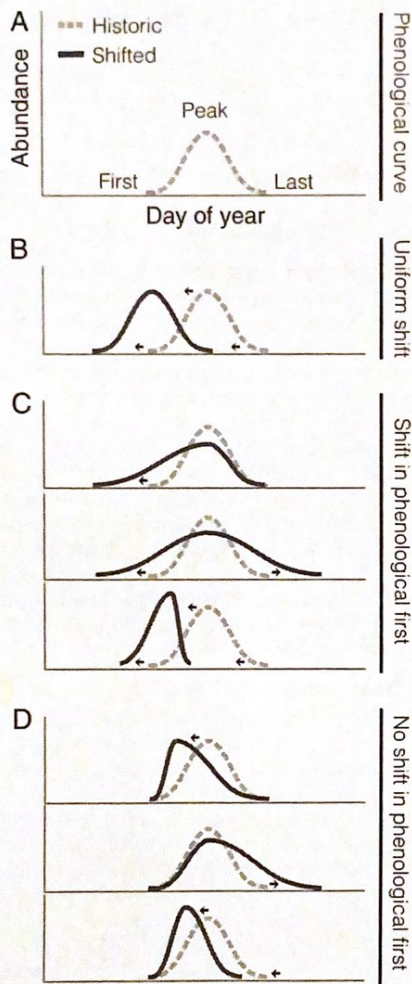 A
Historic
Shifted
Abundance
Peak
First
Last
Day of year
Phenological curve
B
Uniform shift
C
Shift in phenological first
D
No shift in phenological first